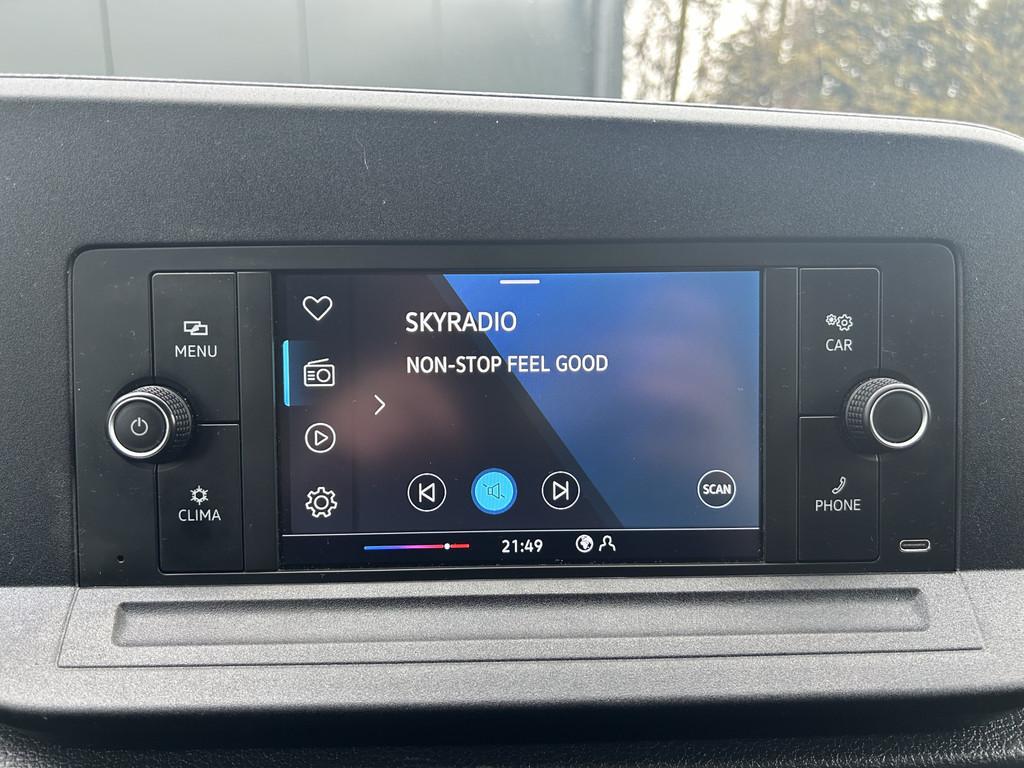 MENU
CLIMA
SKYRADIO
NON-STOP FEEL GOOD
SCAN
21:49
CAR
PHONE